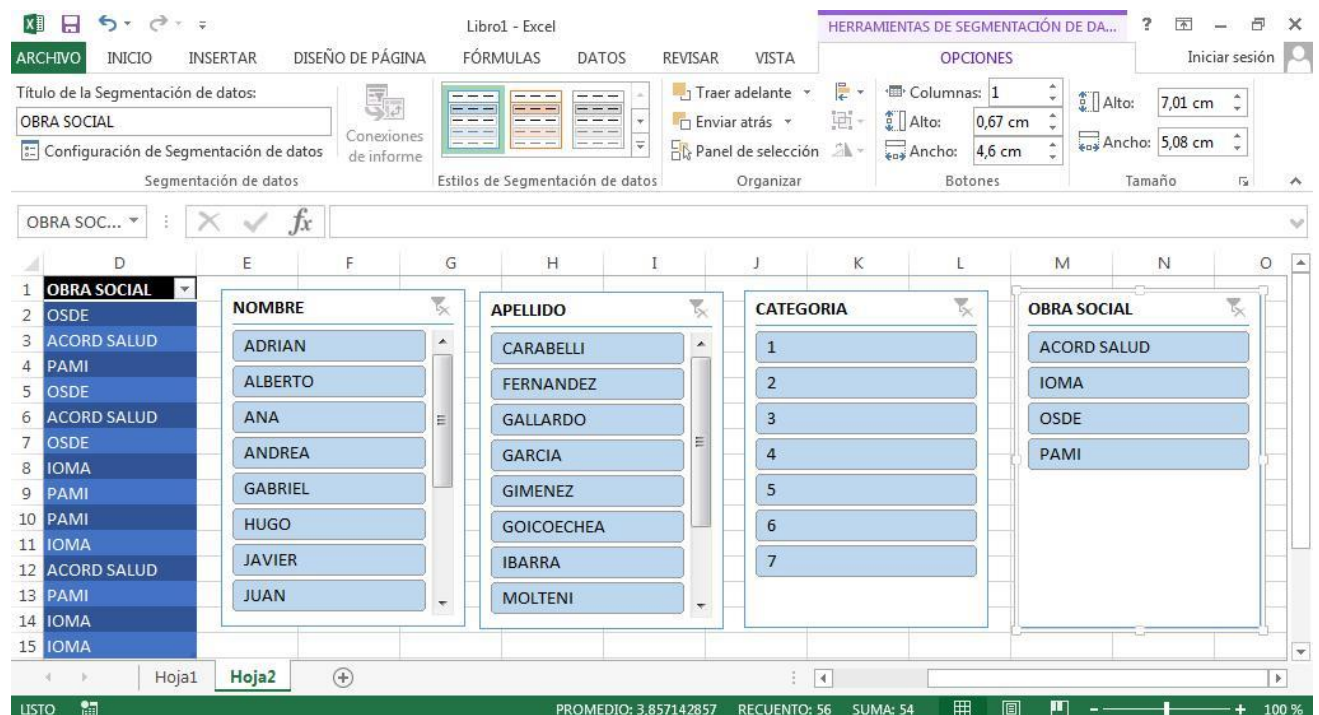 Libro1 - Excel
HERRAMIENTAS DE SEGMENTACIÓN DE DA... ?
ARCHIVO INICIO INSERTAR DISEÑO DE PÁGINA FÓRMULAS DATOS REVISAR VISTA OPCIONES Iniciar sesión
Título de la Segmentación de datos:
OBRA SOCIAL
Configuración de Segmentación de datos
Segmentación de datos
Conexiones
de informe
Estilos de Segmentación de datos
Traer adelante
Enviar atrás
Panel de selección
Organizar
Columnas: 1
Alto: 0,67 cm
Ancho: 4,6 cm
Botones
Alto: 7,01 cm
Ancho: 5,08 cm
Tamaño
OBRA SOC... fx
D E F G H I J K L M N O
1 OBRA SOCIAL
2 OSDE
3 ACORD SALUD
4 PAMI
5 OSDE
6 ACORD SALUD
7 OSDE
8 IOMA
9 PAMI
10 PAMI
11 IOMA
12 ACORD SALUD
13 PAMI
14 IOMA
15 IOMA
NOMBRE
ADRIAN
ALBERTO
ANA
ANDREA
GABRIEL
HUGO
JAVIER
JUAN
APELLIDO
CARABELLI
FERNANDEZ
GALLARDO
GARCIA
GIMENEZ
GOICOECHEA
IBARRA
MOLTENI
CATEGORIA
1
2
3
4
5
6
7
OBRA SOCIAL
ACORD SALUD
IOMA
OSDE
PAMI
Hoja1 Hoja2
LISTO PROMEDIO: 3,857142857 RECUENTO: 56 SUMA: 54 100 %